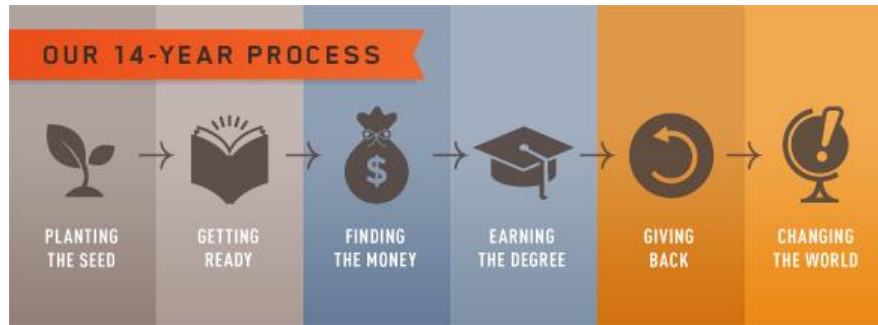 OUR 14-YEAR PROCESS
$
PLANTING
THE SEED
GETTING
READY
FINDING
THE MONEY
EARNING
THE DEGREE
GIVING
BACK
CHANGING
THE WORLD